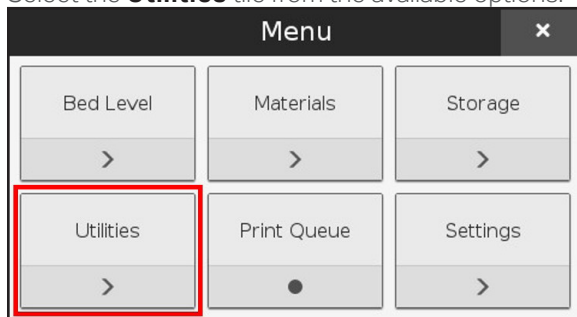 Select the Utilities tile from the available options.
Menu ×
Bed Level Materials Storage
> > >
Utilities Print Queue Settings
> ● >